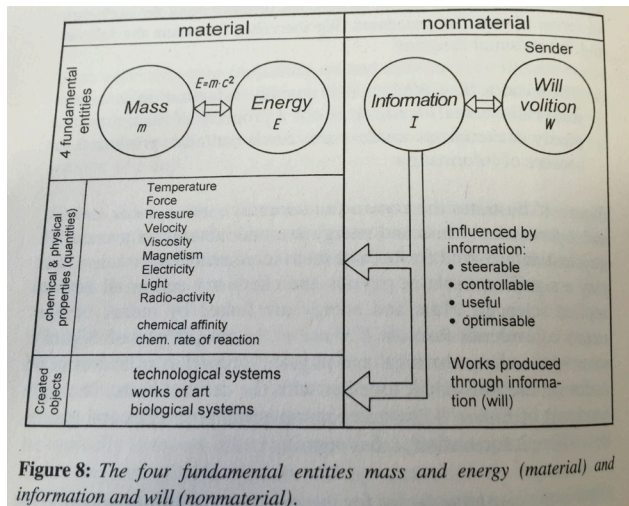 material
nonmaterial
4 fundamental
entities
Mass
m
E=m·c²
Energy
E
Information
I
Sender
Will
volition
W
chemical & physical
properties (quantities)
Temperature
Force
Pressure
Velocity
Viscosity
Magnetism
Electricity
Light
Radio-activity
chemical affinity
chem. rate of reaction
Influenced by
information:
• steerable
• controllable
• useful
• optimisable
Created
objects
technological systems
works of art
biological systems
Works produced
through informa-
tion (will)
Figure 8: The four fundamental entities mass and energy (material) and
information and will (nonmaterial).